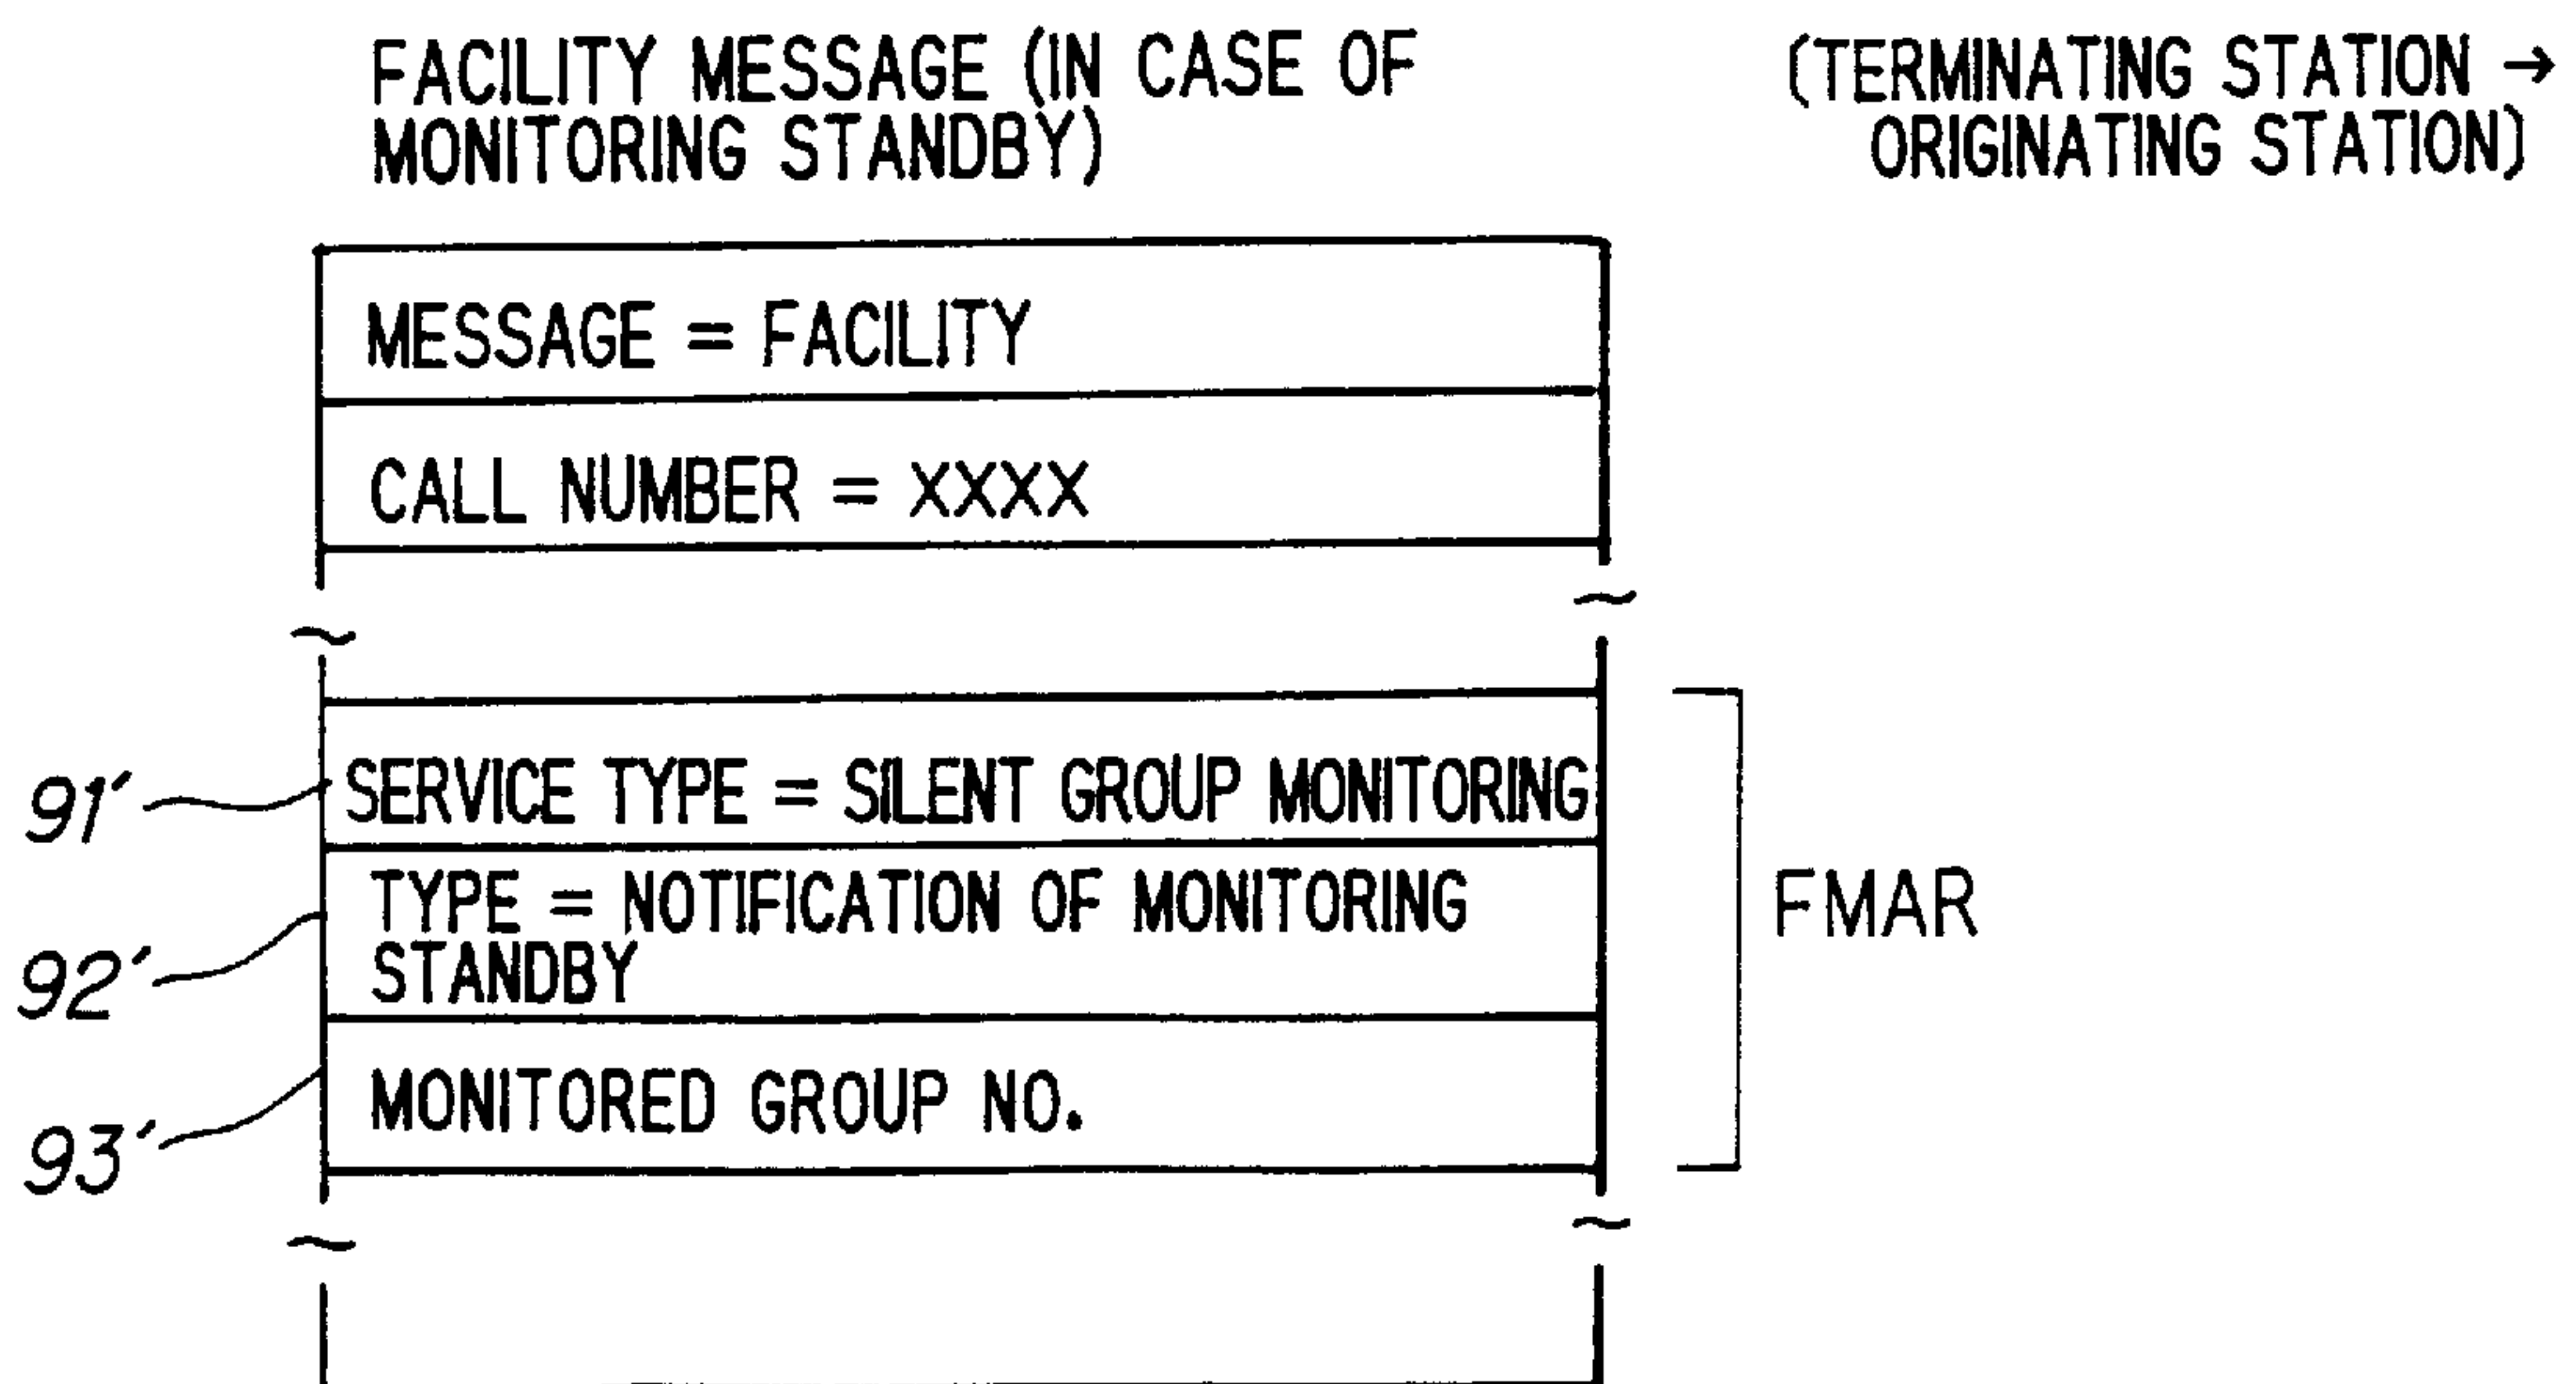 FACILITY MESSAGE (IN CASE OF
MONITORING STANDBY)
(TERMINATING STATION →
ORIGINATING STATION)
MESSAGE = FACILITY
CALL NUMBER = XXXX
91'
SERVICE TYPE = SILENT GROUP MONITORING
92'
TYPE = NOTIFICATION OF MONITORING
STANDBY
93'
MONITORED GROUP NO.
FMAR